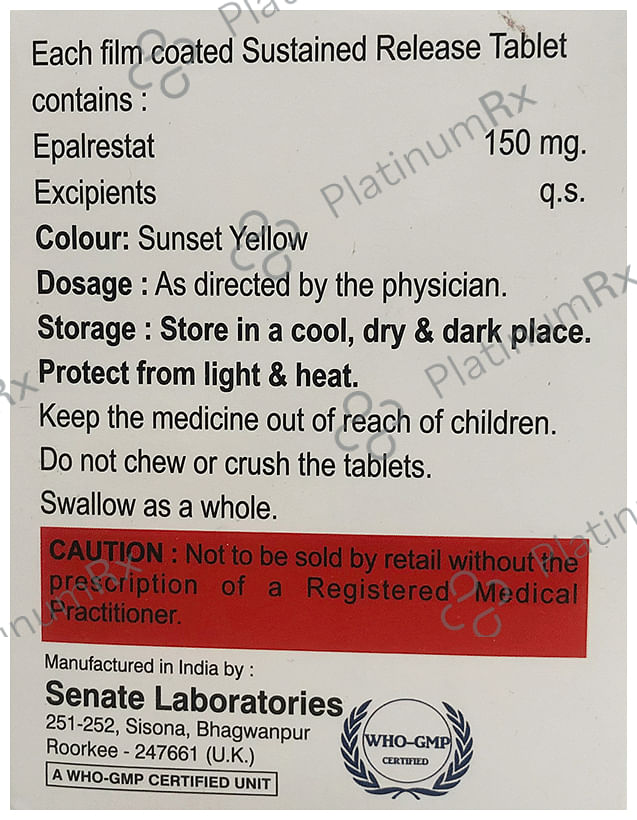 Each film coated Sustained Release Tablet
contains :
Epalrestat 150 mg.
Excipients q.s.
Colour: Sunset Yellow
Dosage : As directed by the physician.
Storage : Store in a cool, dry & dark place.
Protect from light & heat.
Keep the medicine out of reach of children.
Do not chew or crush the tablets.
Swallow as a whole.
CAUTION : Not to be sold by retail without the
prescription of a Registered Medical
Practitioner.
Manufactured in India by :
Senate Laboratories
251-252, Sisona, Bhagwanpur
Roorkee - 247661 (U.K.)
A WHO-GMP CERTIFIED UNIT
WHO-GMP
CERTIFIED
PlatinumRx
PlatinumRx
PlatinumRx